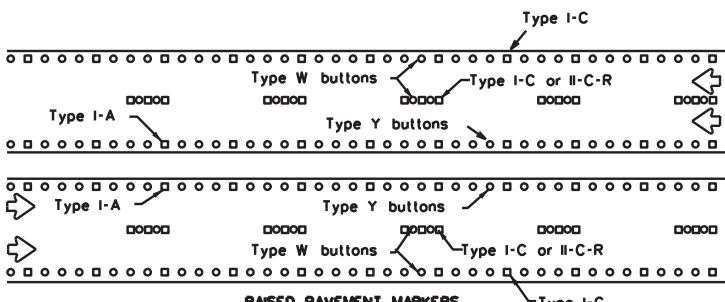 Type I-C
Type W buttons
Type I-C or II-C-R
Type I-A
Type Y buttons
Type I-A
Type Y buttons
Type W buttons
Type I-C or II-C-R
RAISED PAVEMENT MARKERS
Type I-C